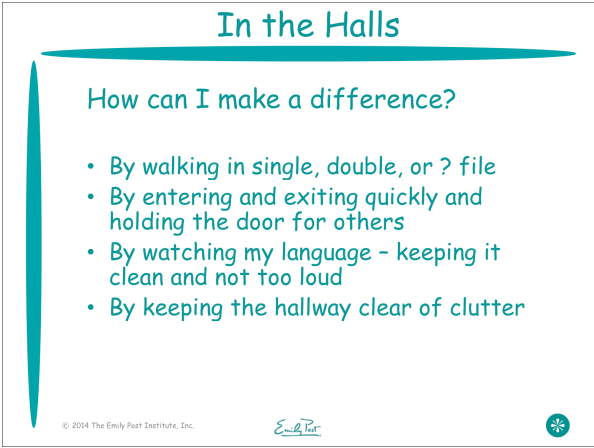 In the Halls
How can I make a difference?
• By walking in single, double, or ? file
• By entering and exiting quickly and
holding the door for others
• By watching my language – keeping it
clean and not too loud
• By keeping the hallway clear of clutter
© 2014 The Emily Post Institute, Inc.
Emily Post